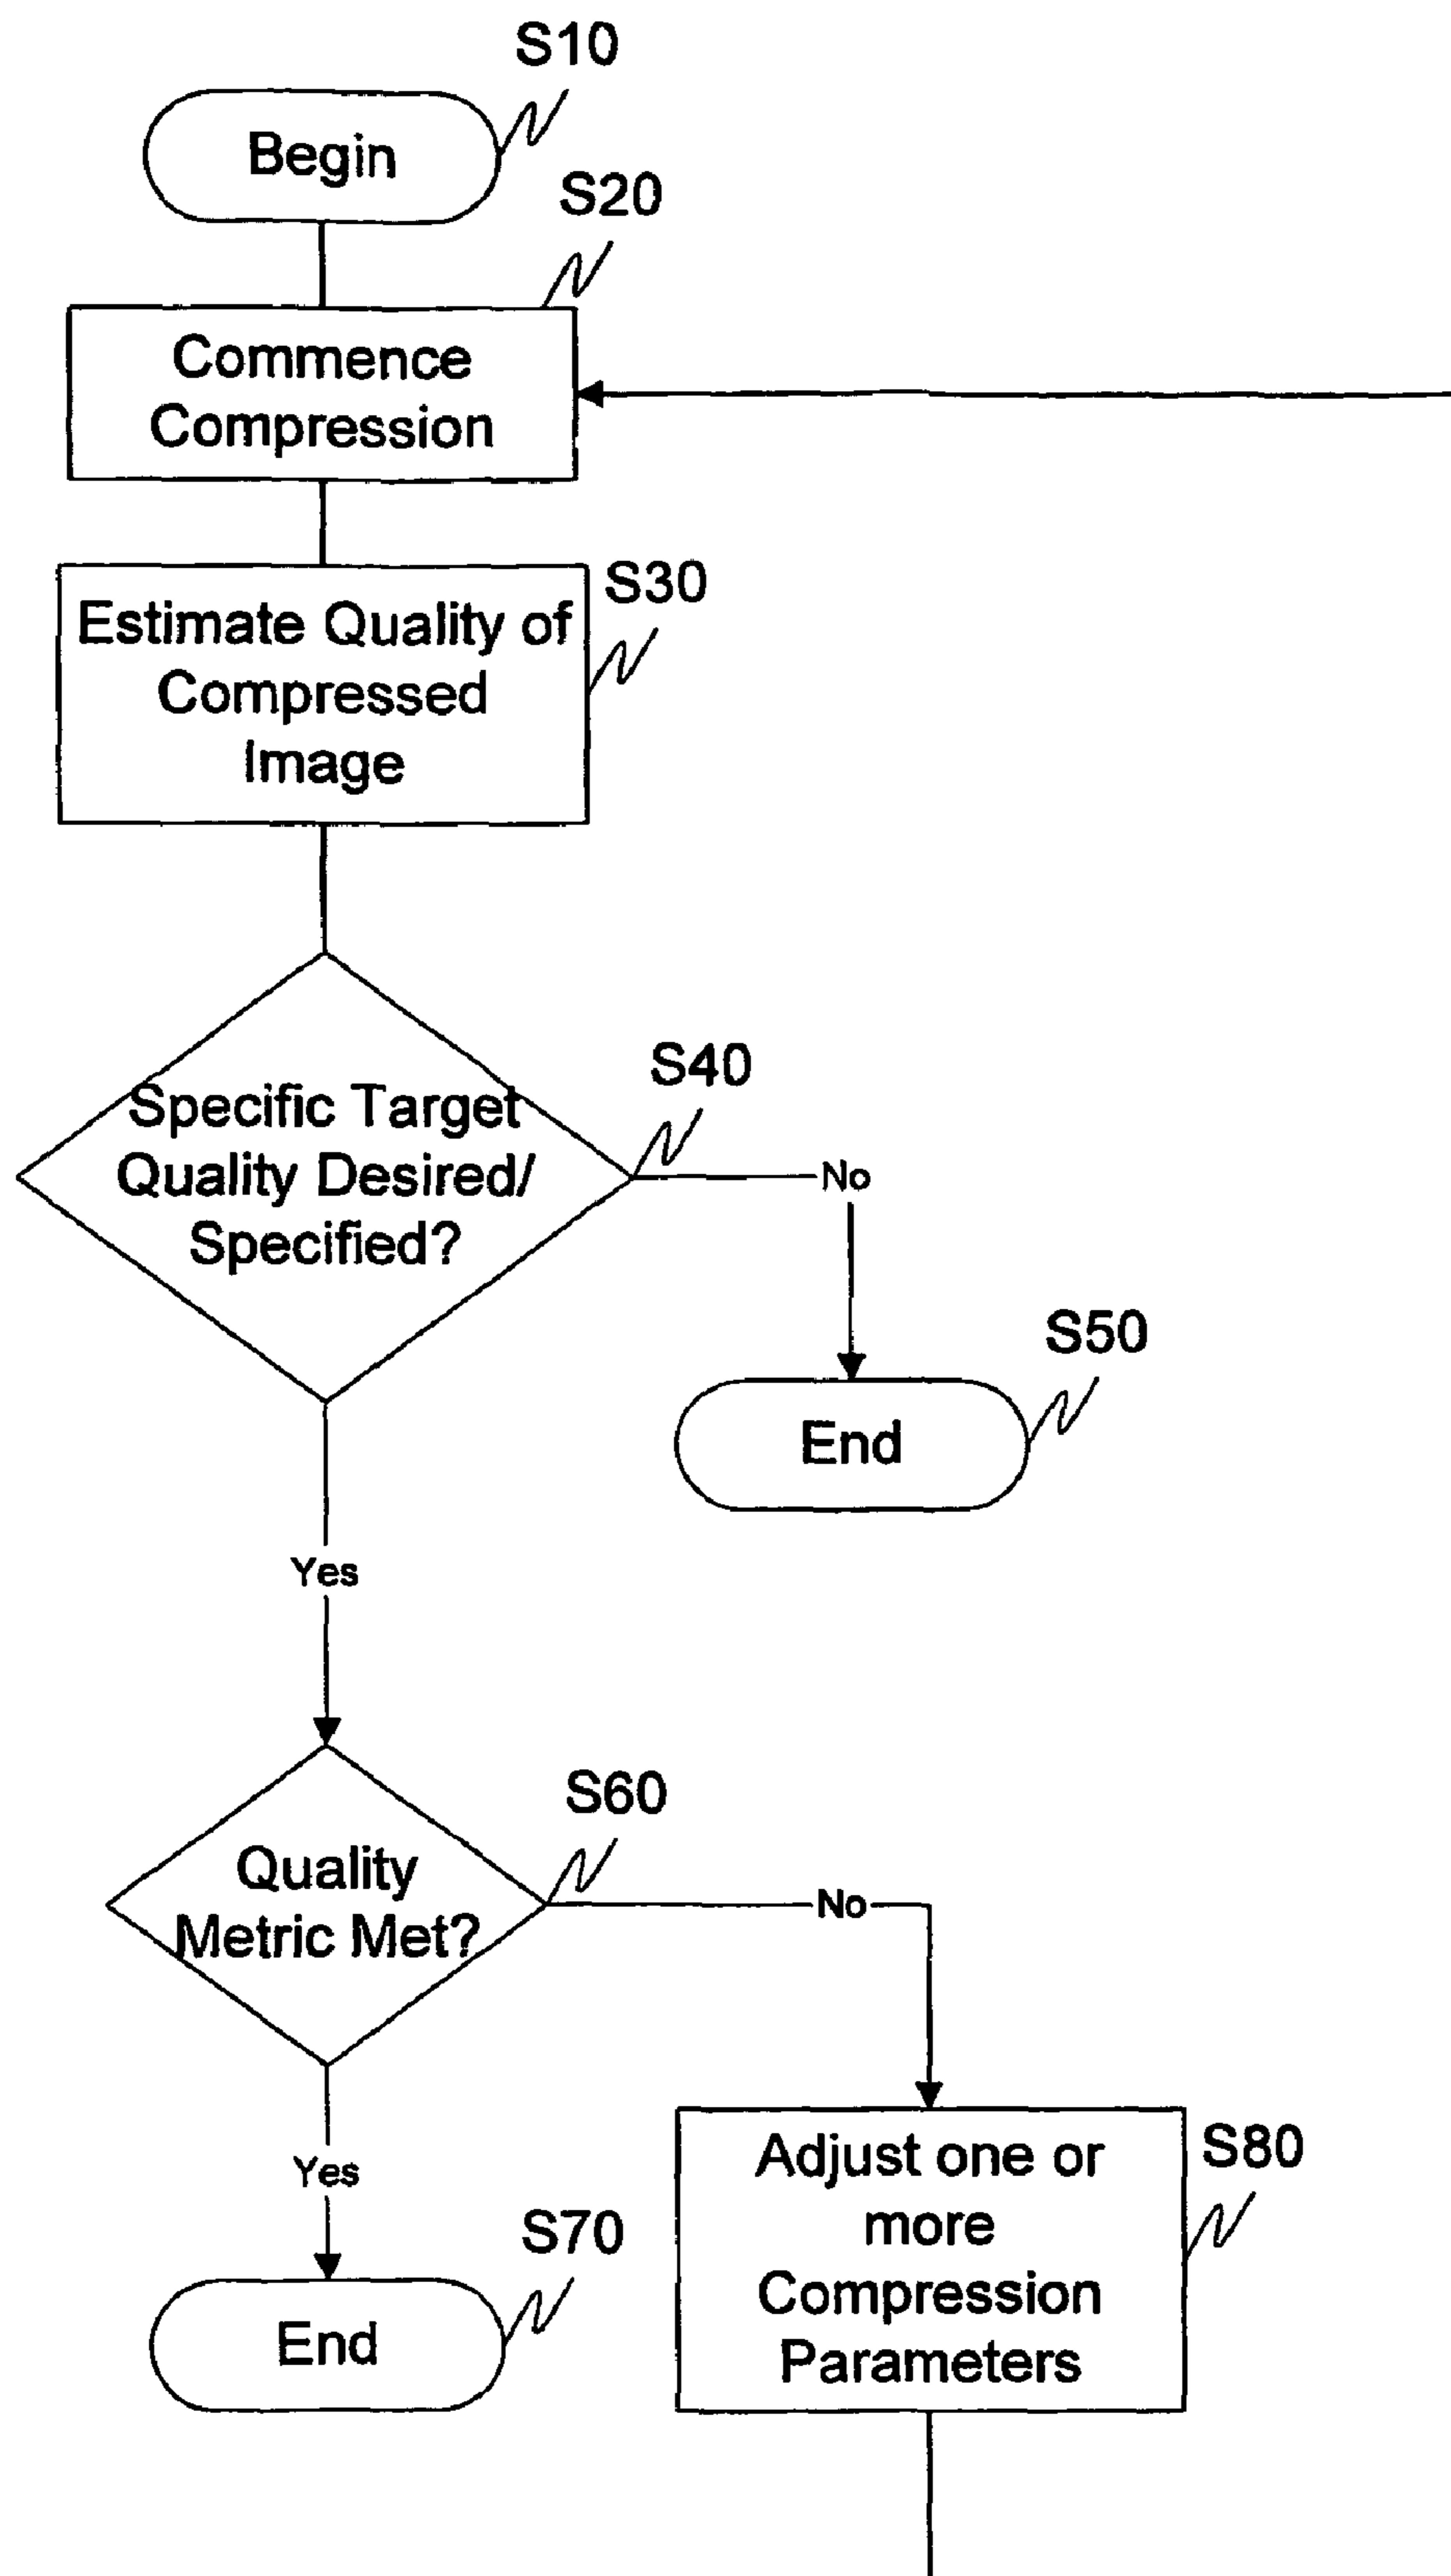 S10
Begin
S20
Commence
Compression
S30
Estimate Quality of
Compressed
Image
S40
Specific Target
Quality Desired/
Specified?
No
S50
End
Yes
S60
Quality
Metric Met?
No
Yes
S80
Adjust one or
more
Compression
Parameters
S70
End